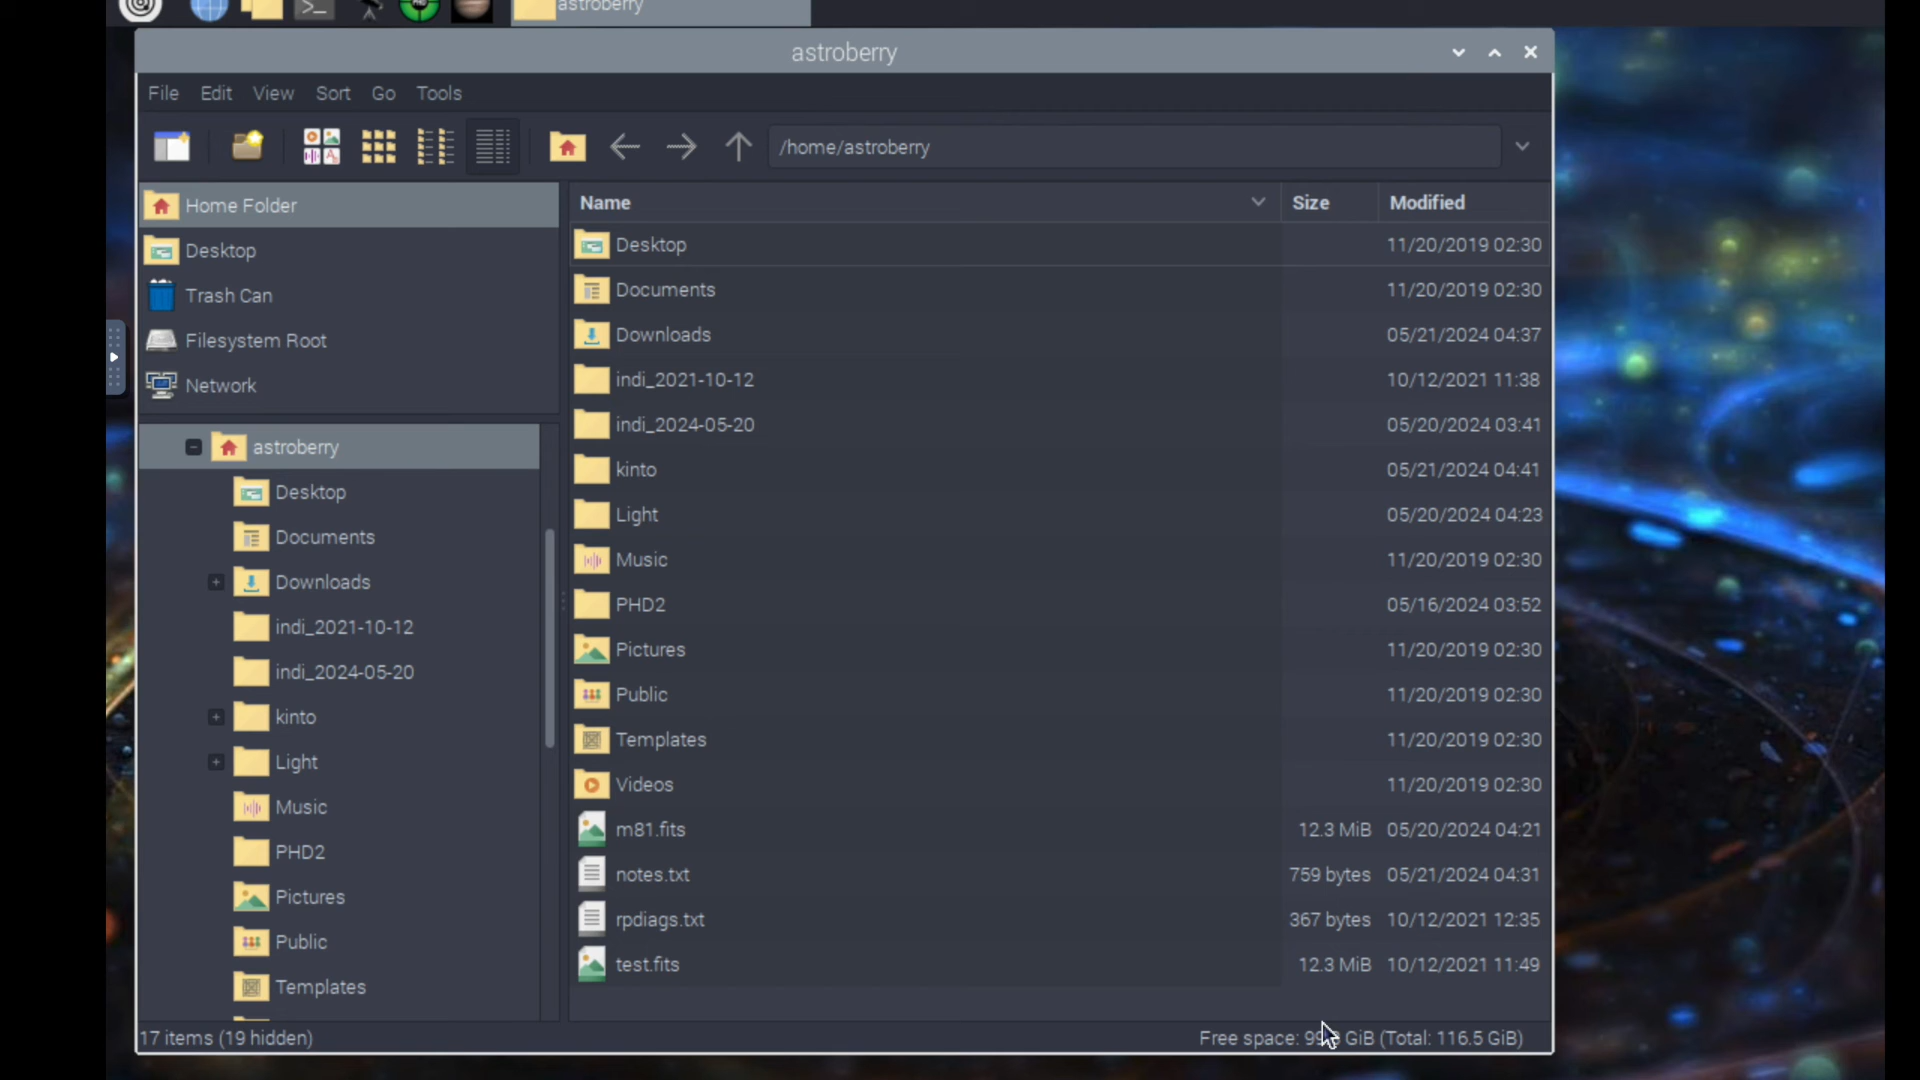 astroberry
astroberry
File Edit View Sort Go Tools
/home/astroberry
Home Folder
Desktop
Trash Can
Filesystem Root
Network
astroberry
Desktop
Documents
Downloads
indi_2021-10-12
indi_2024-05-20
kinto
Light
Music
PHD2
Pictures
Public
Templates
Name Size Modified
Desktop 11/20/2019 02:30
Documents 11/20/2019 02:30
Downloads 05/21/2024 04:37
indi_2021-10-12 10/12/2021 11:38
indi_2024-05-20 05/20/2024 03:41
kinto 05/21/2024 04:41
Light 05/20/2024 04:23
Music 11/20/2019 02:30
PHD2 05/16/2024 03:52
Pictures 11/20/2019 02:30
Public 11/20/2019 02:30
Templates 11/20/2019 02:30
Videos 11/20/2019 02:30
m81.fits 12.3 MiB 05/20/2024 04:21
notes.txt 759 bytes 05/21/2024 04:31
rpdiags.txt 367 bytes 10/12/2021 12:35
test.fits 12.3 MiB 10/12/2021 11:49
17 items (19 hidden)
Free space: GiB (Total: 116.5 GiB)